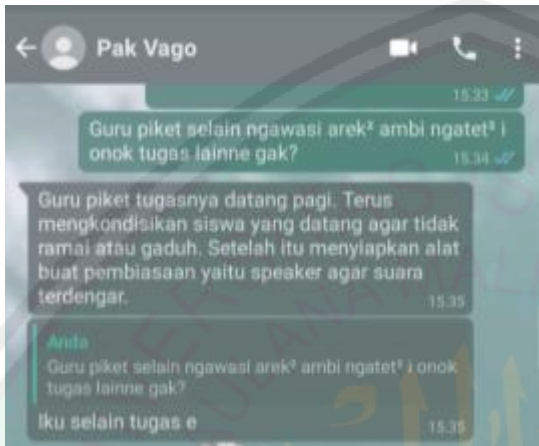 Pak Vago
15.33
Guru piket selain ngawasi arek² ambi ngatet² i
onok tugas lainne gak?
15.34
Guru piket tugasnya datang pagi. Terus
mengkondisikan siswa yang datang agar tidak
ramai atau gaduh. Setelah itu menyiapkan alat
buat pembiasaan yaitu speaker agar suara
terdengar.
15.35
Anda
Guru piket selain ngawasi arek² ambi ngatet² i onok
tugas lainne gak?
Iku selain tugas e
15.35